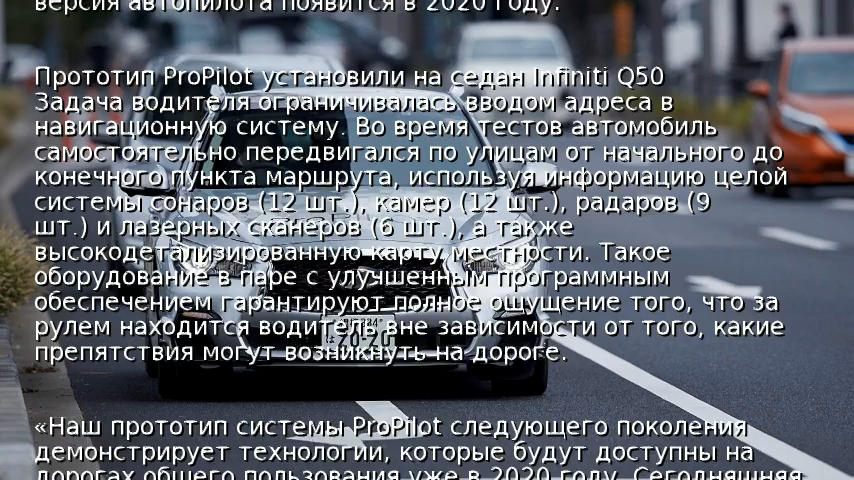 версия автопилота появится в 2020 году.
Прототип ProPilot установили на седан Infiniti Q50
Задача водителя ограничивалась вводом адреса в
навигационную систему. Во время тестов автомобиль
самостоятельно передвигался по улицам от начального до
конечного пункта маршрута, используя информацию целой
системы сонаров (12 шт.), камер (12 шт.), радаров (9
шт.) и лазерных сканеров (6 шт.), а также
высокодетализированную карту местности. Такое
оборудование в паре с улучшенным программным
обеспечением гарантируют полное ощущение того, что за
рулем находится водитель вне зависимости от того, какие
препятствия могут возникнуть на дороге.
20-20
«Наш прототип системы ProPilot следующего поколения
демонстрирует технологии, которые будут доступны на
дорогах общего пользования уже в 2020 году. Сегодняшняя